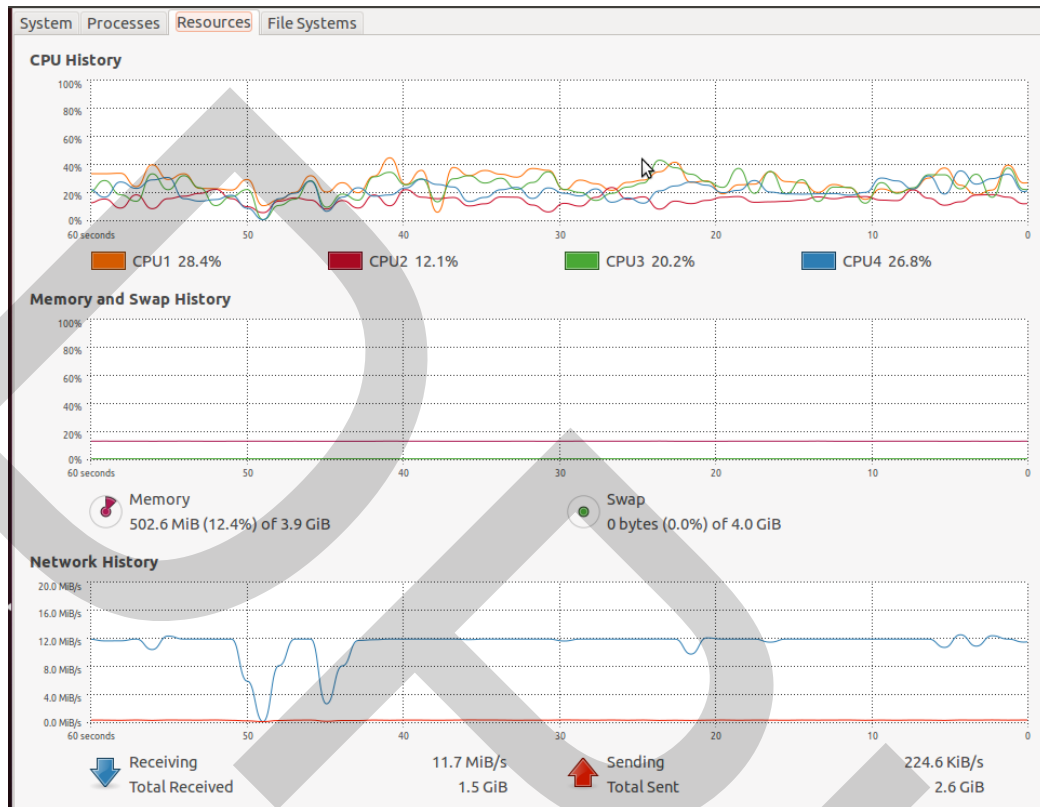 System Processes Resources File Systems
CPU History
100%
80%
60%
40%
20%
0%
60 seconds 50 40 30 20 10 0
CPU1 28.4% CPU2 12.1% CPU3 20.2% CPU4 26.8%
Memory and Swap History
100%
80%
60%
40%
20%
0%
60 seconds 50 40 30 20 10 0
Memory Swap
502.6 MiB (12.4%) of 3.9 GiB 0 bytes (0.0%) of 4.0 GiB
Network History
20.0 MiB/s
16.0 MiB/s
12.0 MiB/s
8.0 MiB/s
4.0 MiB/s
0.0 MiB/s
60 seconds 50 40 30 20 10 0
Receiving 11.7 MiB/s Sending 224.6 KiB/s
Total Received 1.5 GiB Total Sent 2.6 GiB